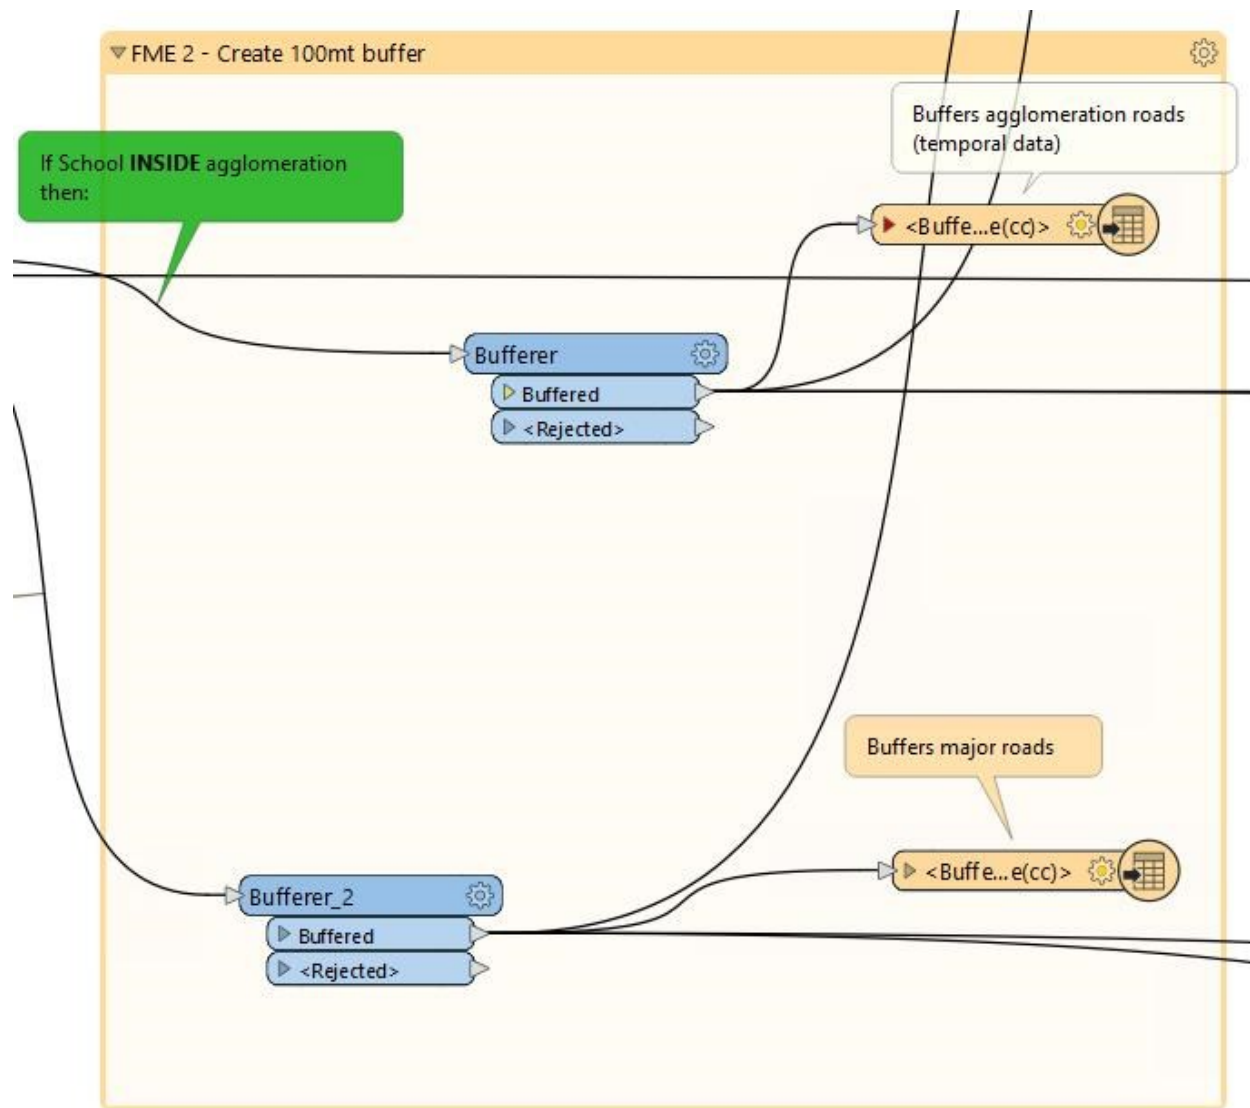 FME 2 - Create 100mt buffer
Buffers agglomeration roads
(temporal data)
If School INSIDE agglomeration
then:
<Buffe...e(cc)>
Bufferer
Buffered
<Rejected>
Buffers major roads
<Buffe...e(cc)>
Bufferer_2
Buffered
<Rejected>